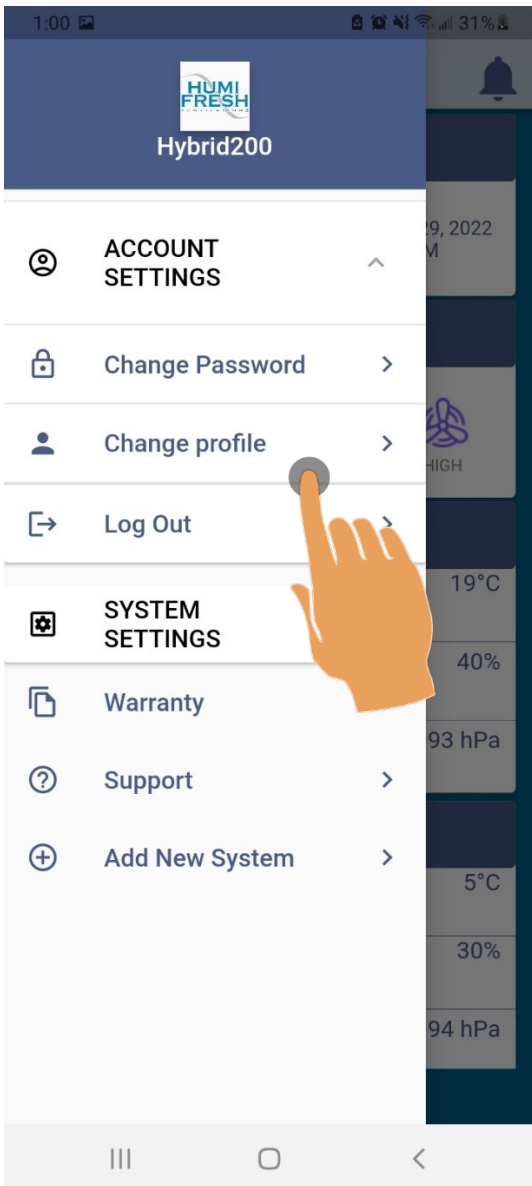 1:00
31%
HUMI
FRESH
Hybrid200
29, 2022
M
ACCOUNT
SETTINGS
Change Password
Change profile
HIGH
Log Out
19°C
SYSTEM
SETTINGS
40%
Warranty
93 hPa
Support
Add New System
5°C
30%
94 hPa